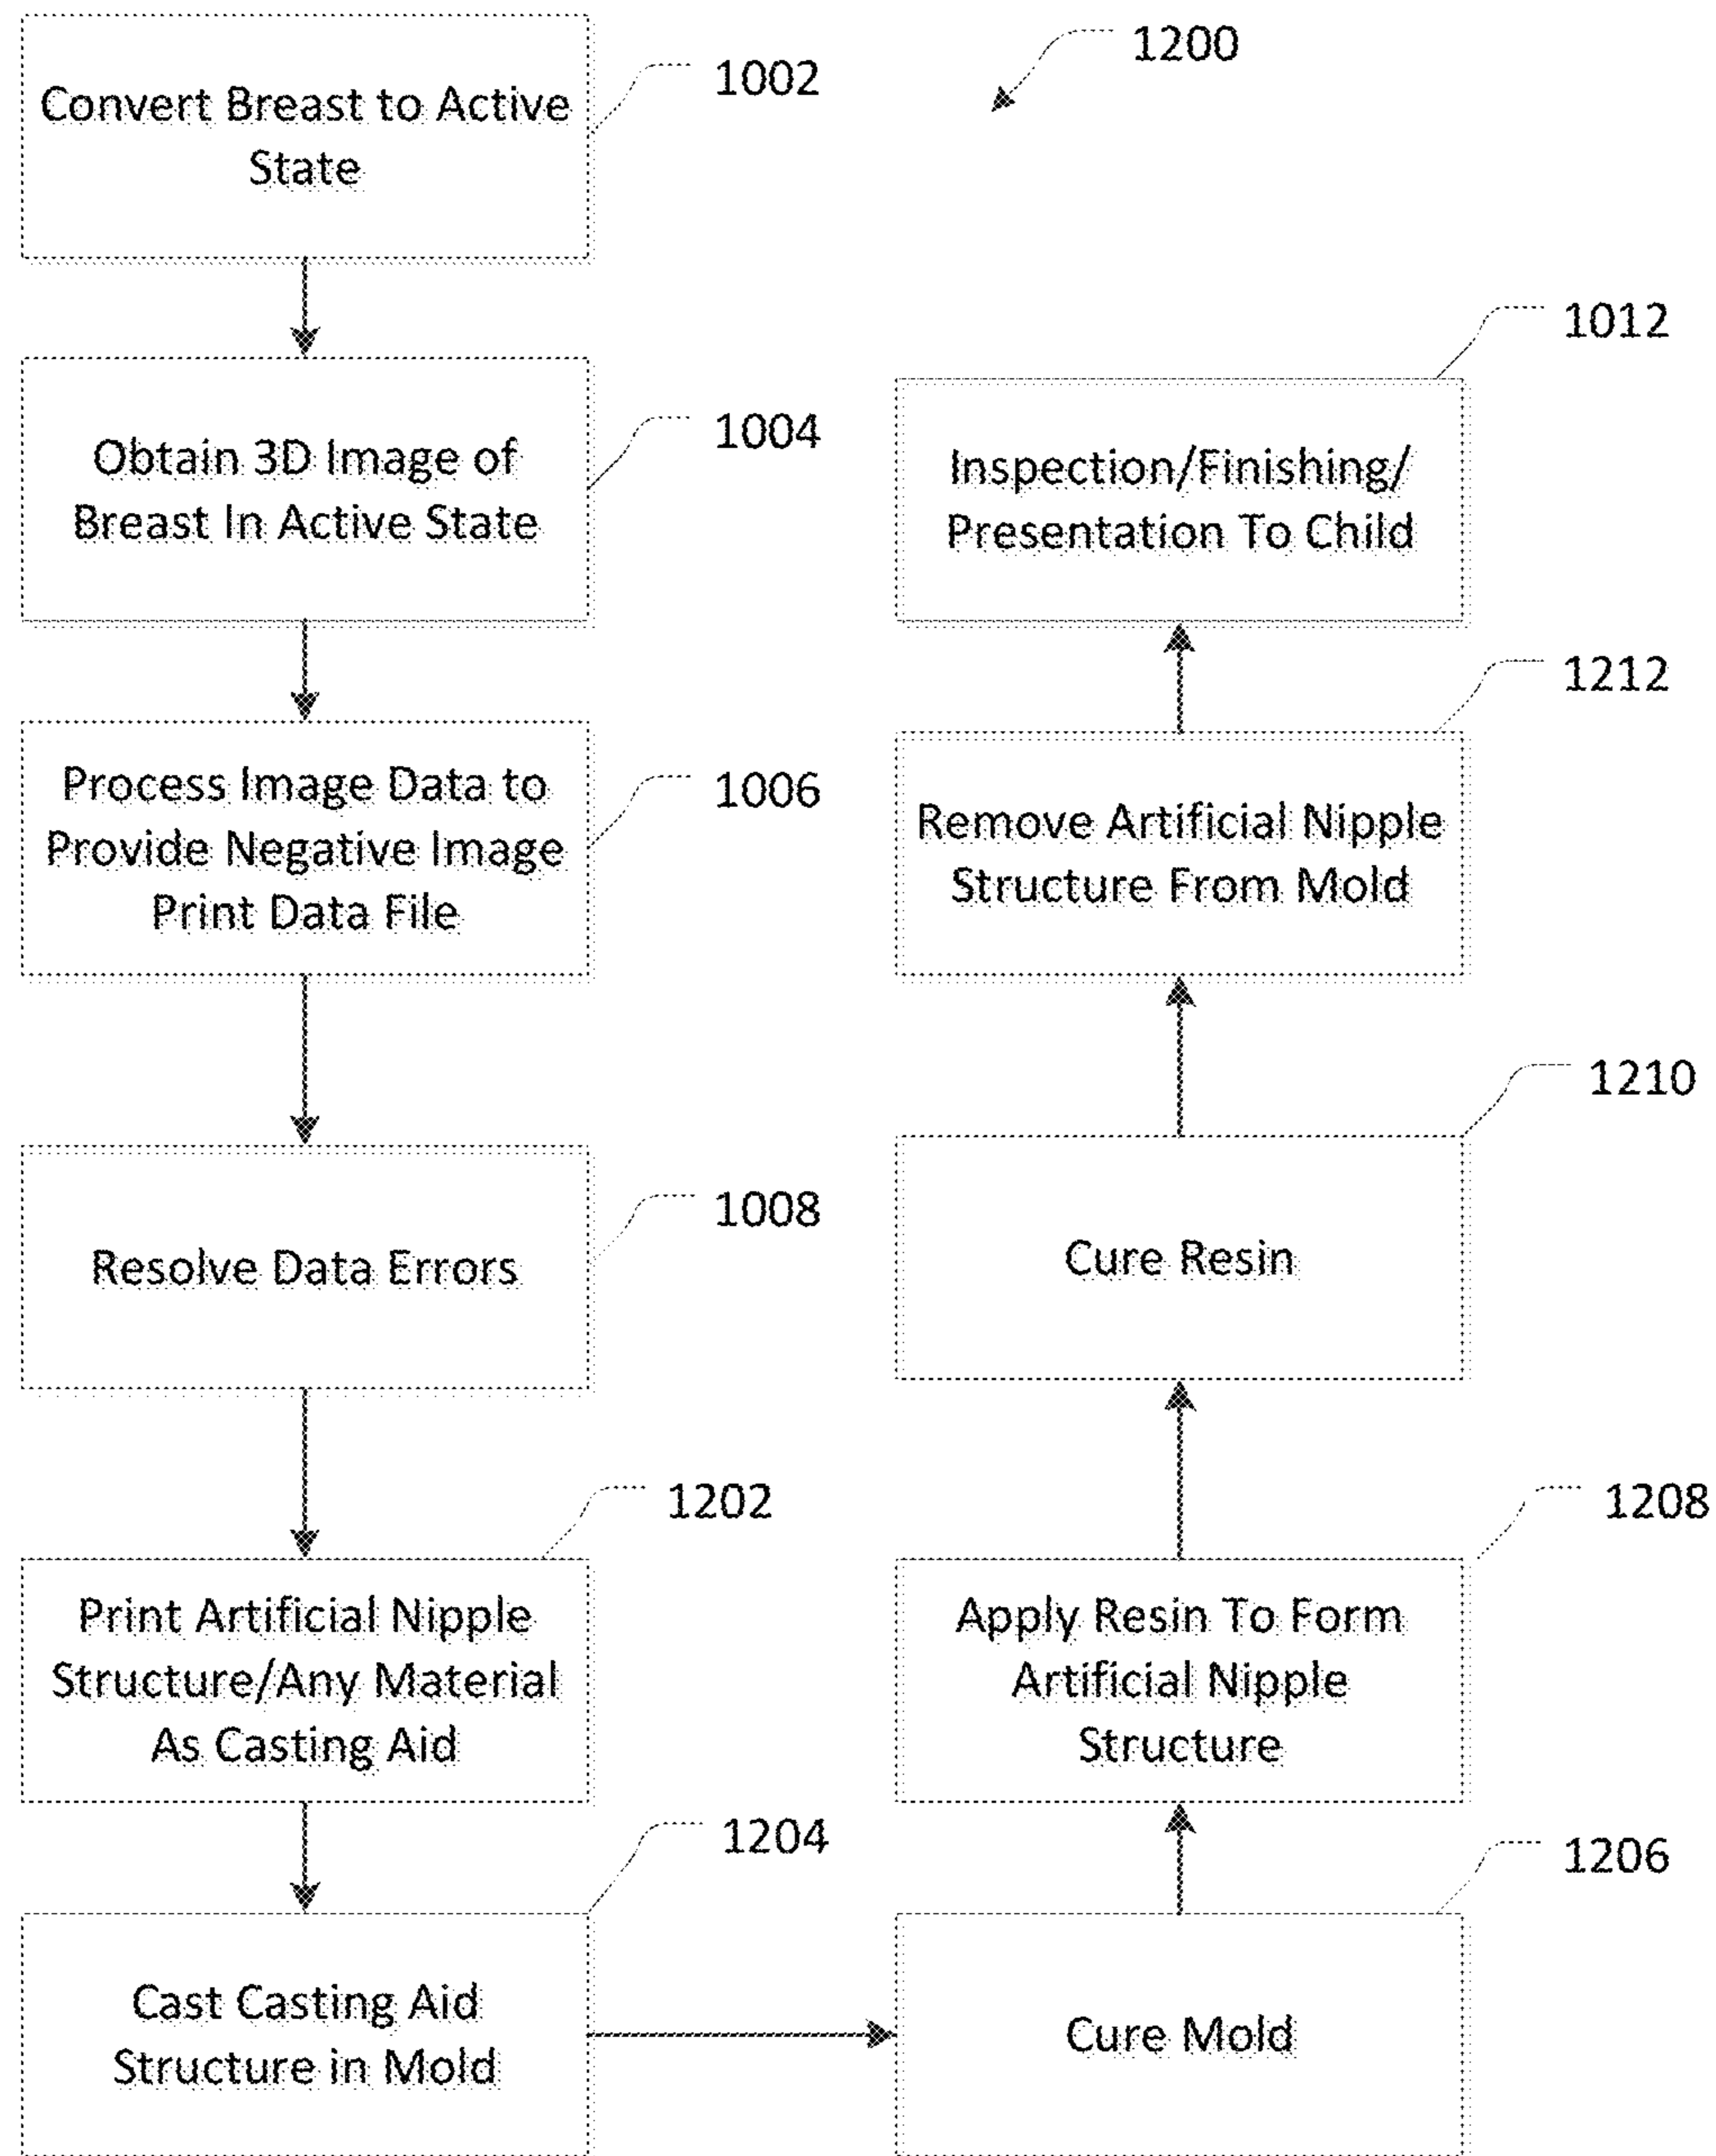 1200
Convert Breast to Active
State
1002
Obtain 3D Image of
Breast In Active State
1004
Process Image Data to
Provide Negative Image
Print Data File
1006
Resolve Data Errors
1008
Print Artificial Nipple
Structure/Any Material
As Casting Aid
1202
Cast Casting Aid
Structure in Mold
1204
Cure Mold
1206
Apply Resin To Form
Artificial Nipple
Structure
1208
Cure Resin
1210
Remove Artificial Nipple
Structure From Mold
1212
Inspection/Finishing/
Presentation To Child
1012